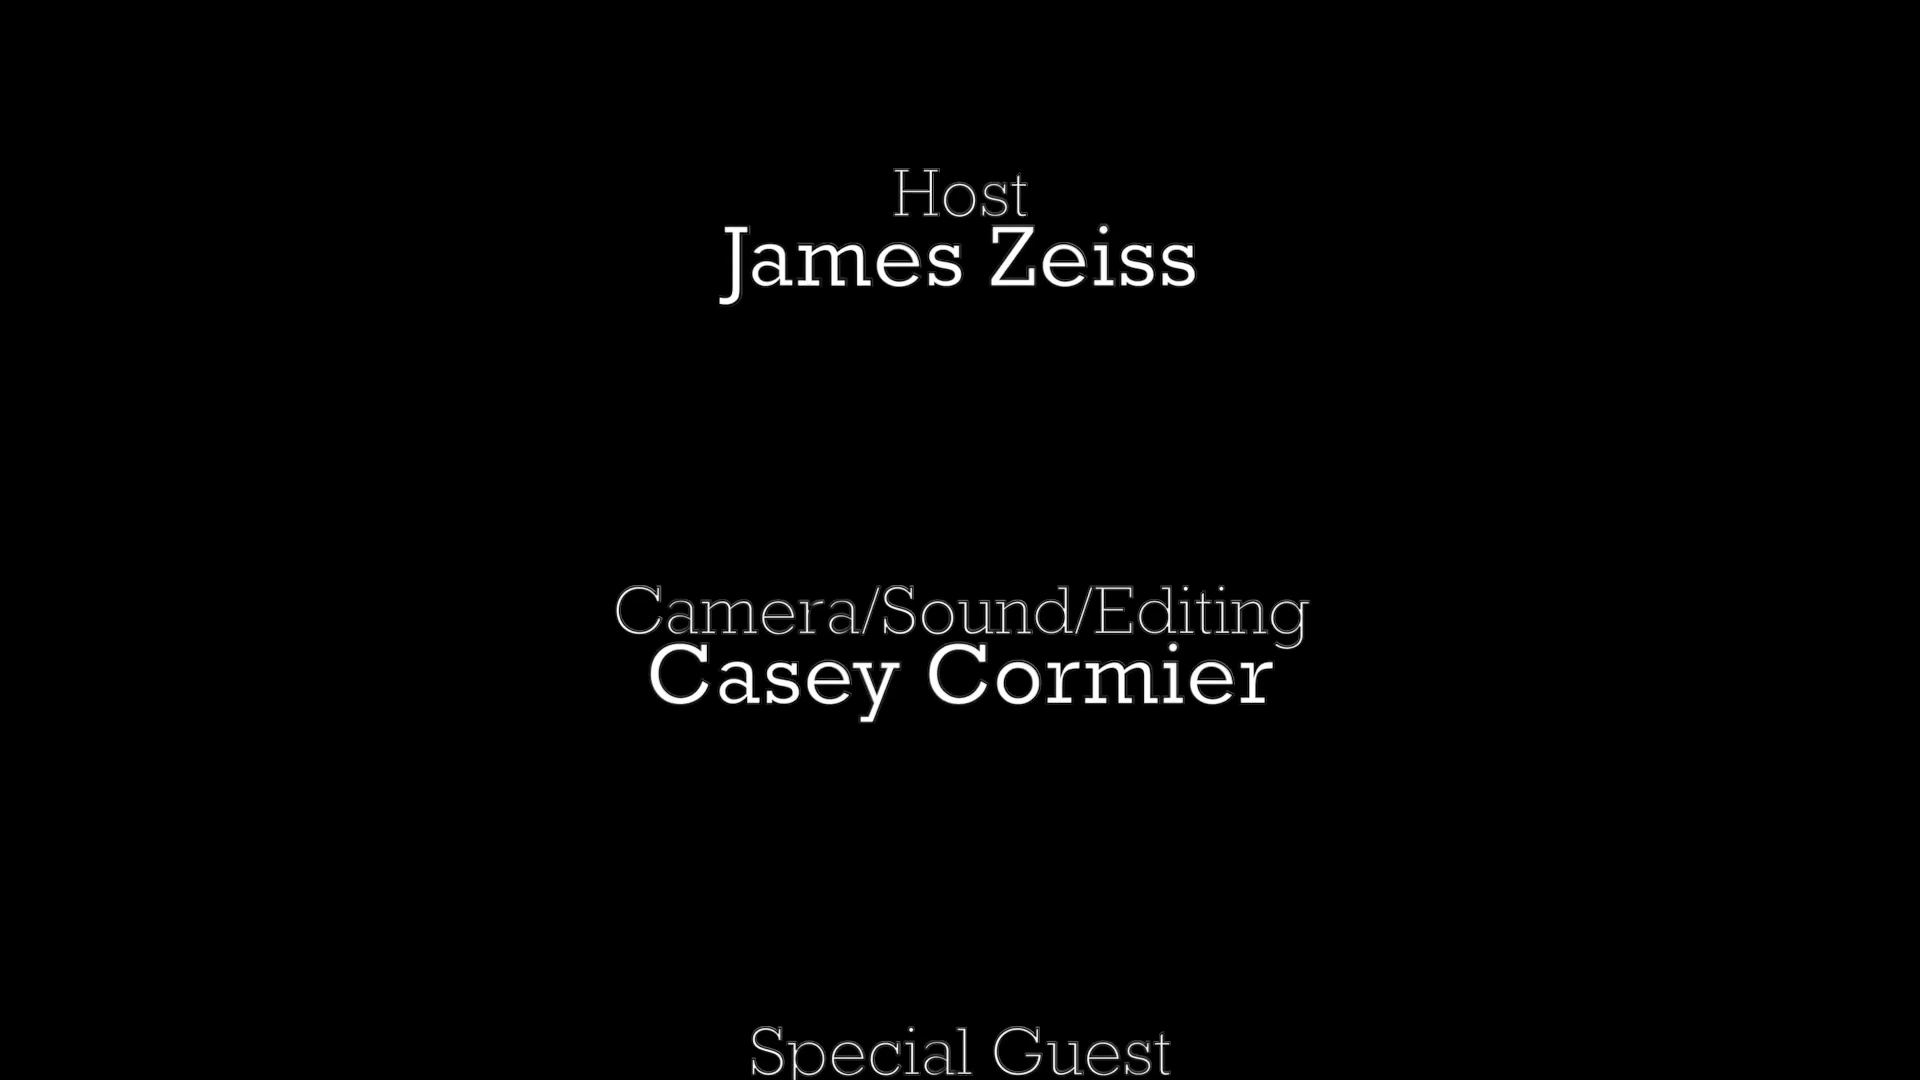 Host
James Zeiss
Camera/Sound/Editing
Casey Cormier
Special Guest